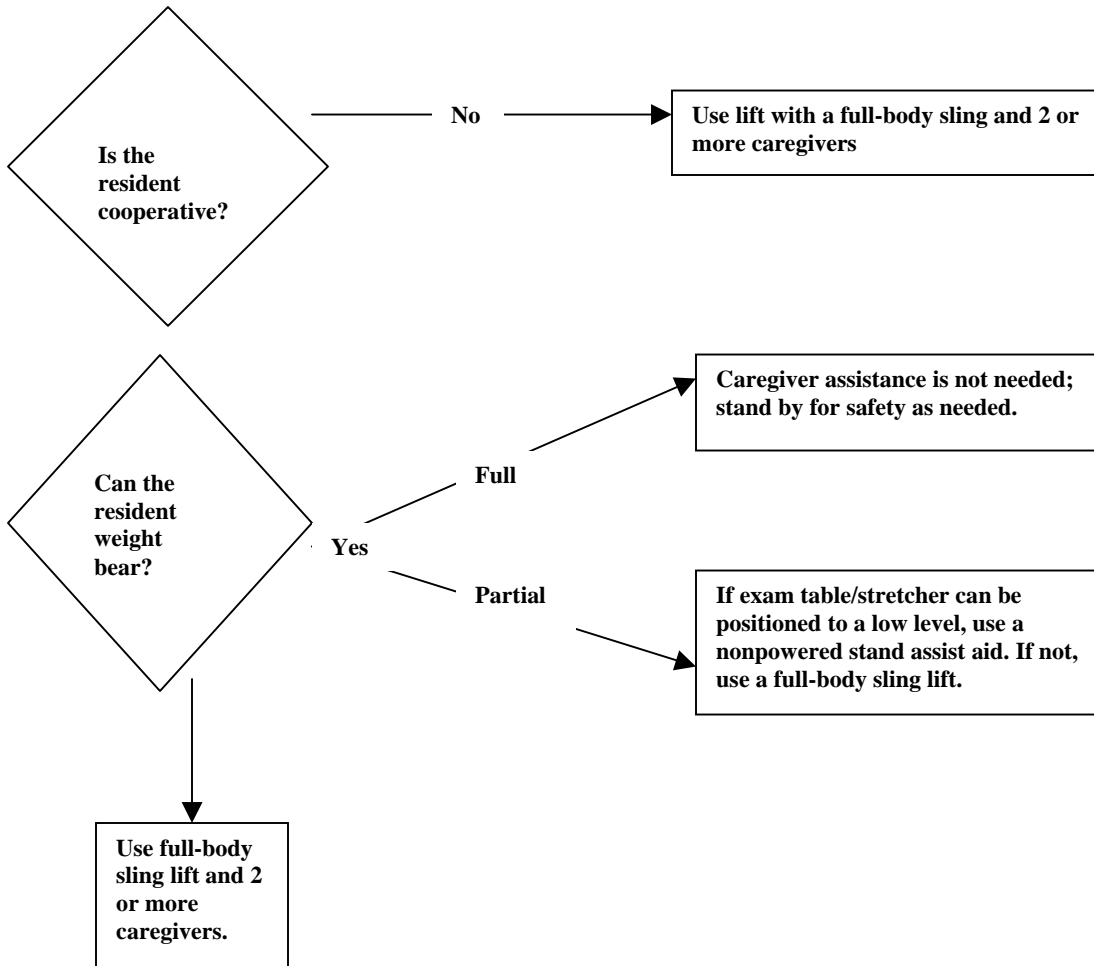 No
Use lift with a full-body sling and 2 or
more caregivers
Is the
resident
cooperative?
Caregiver assistance is not needed;
stand by for safety as needed.
Full
Can the
resident
weight
bear?
Yes
Partial
If exam table/stretcher can be
positioned to a low level, use a
nonpowered stand assist aid. If not,
use a full-body sling lift.
Use full-body
sling lift and 2
or more
caregivers.